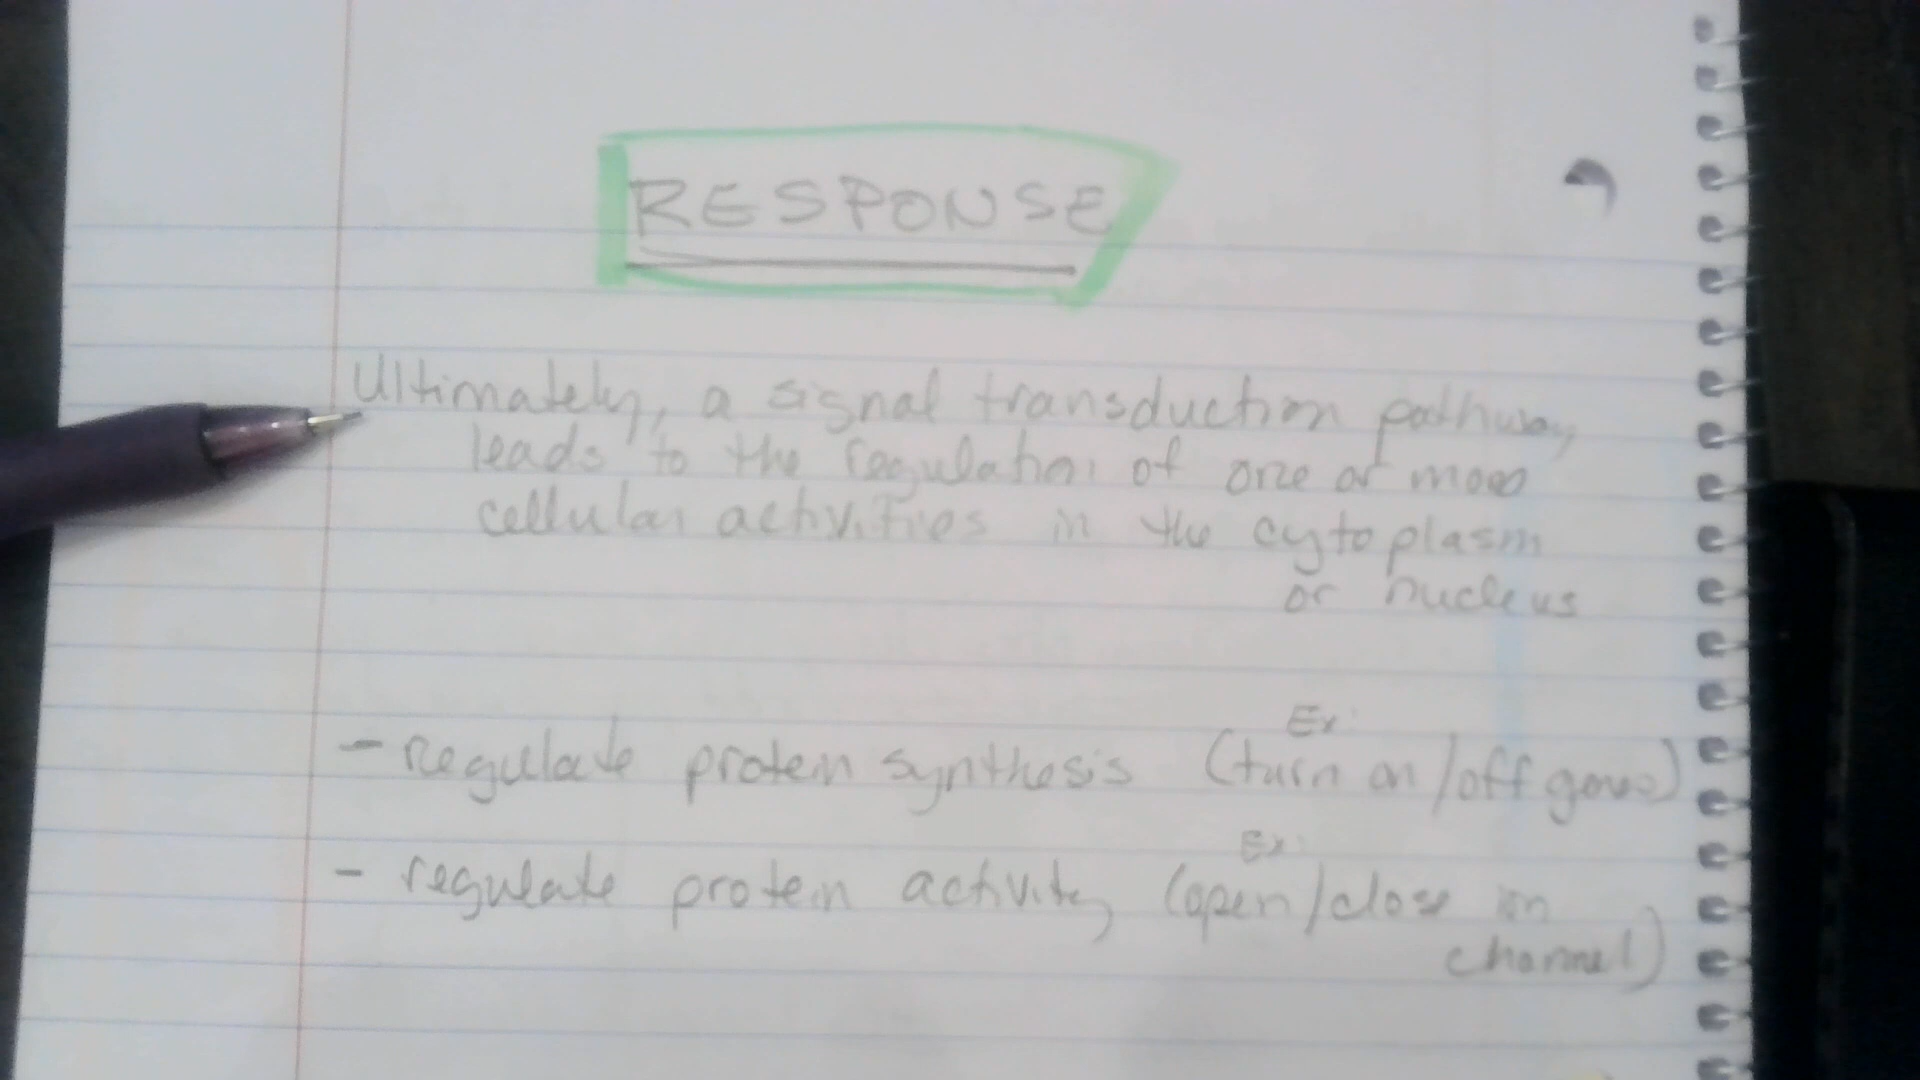 RESPONSE
Ultimately, a signal transduction pathway
leads to the regulation of one or more
cellular activities in the cytoplasm
or nucleus
Ex:
- regulate protein synthesis (turn on/off genes)
Ex:
- regulate protein activity (open/close ion
channel)